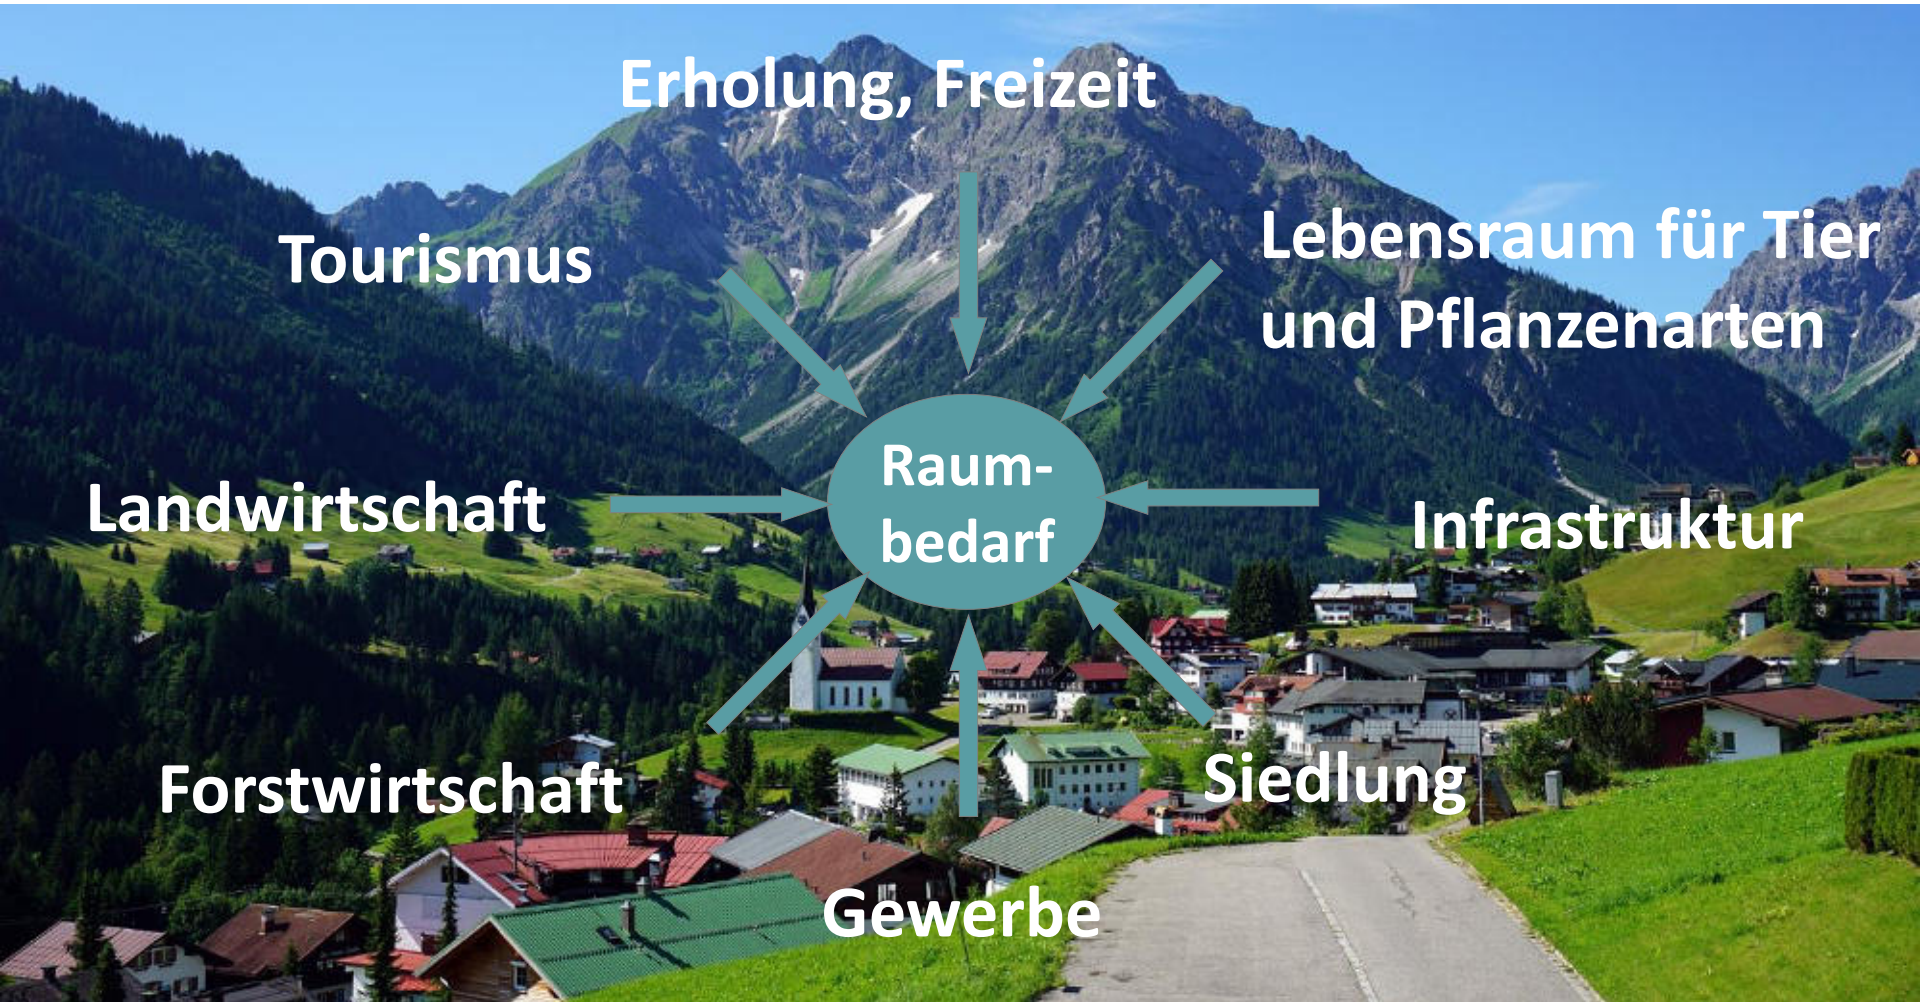 Erholung, Freizeit
Tourismus
Lebensraum für Tier
und Pflanzenarten
Raum-
bedarf
Landwirtschaft
Infrastruktur
Forstwirtschaft
Siedlung
Gewerbe